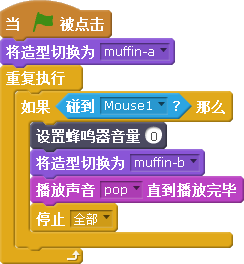 当 被点击
将造型切换为 muffin-a
重复执行
如果 碰到 Mouse1 ? 那么
设置蜂鸣器音量 0
将造型切换为 muffin-b
播放声音 pop 直到播放完毕
停止 全部